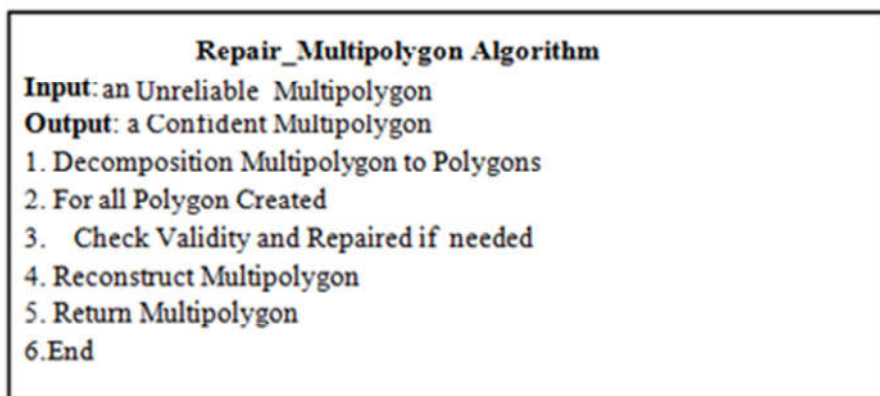 Repair_Multipolygon Algorithm
Input: an Unreliable Multipolygon
Output: a Confident Multipolygon
1. Decomposition Multipolygon to Polygons
2. For all Polygon Created
3. Check Validity and Repaired if needed
4. Reconstruct Multipolygon
5. Return Multipolygon
6.End